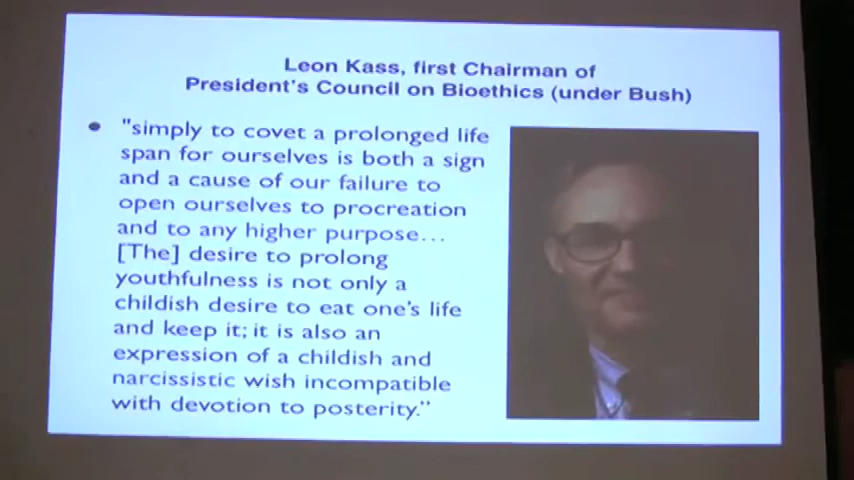 Leon Kass, first Chairman of
President's Council on Bioethics (under Bush)
• "simply to covet a prolonged life
span for ourselves is both a sign
and a cause of our failure to
open ourselves to procreation
and to any higher purpose…
[The] desire to prolong
youthfulness is not only a
childish desire to eat one's life
and keep it; it is also an
expression of a childish and
narcissistic wish incompatible
with devotion to posterity."